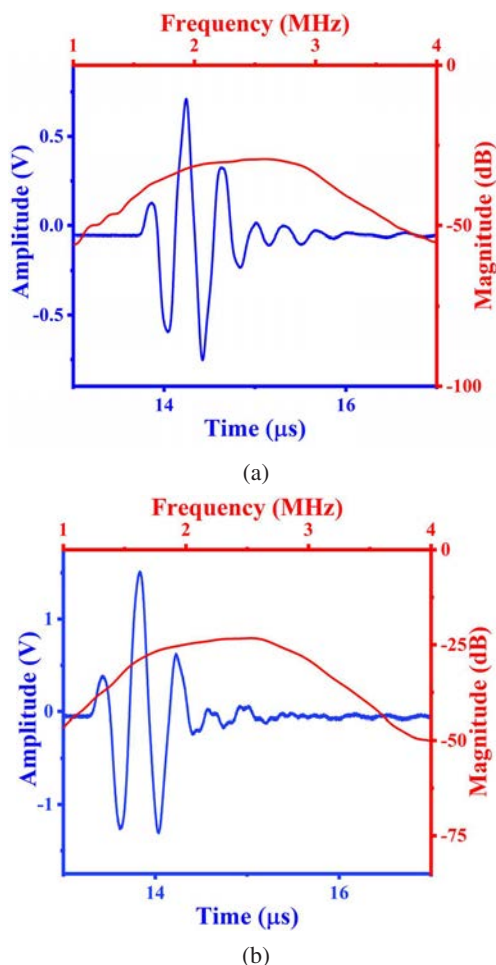 Frequency (MHz)
1 2 3 4
0
0.5
0.0
-0.5
-50
-100
Amplitude (V)
Magnitude (dB)
14 16
Time (μs)
(a)
Frequency (MHz)
1 2 3 4
0
1
0
-1
-25
-50
-75
Amplitude (V)
Magnitude (dB)
14 16
Time (μs)
(b)